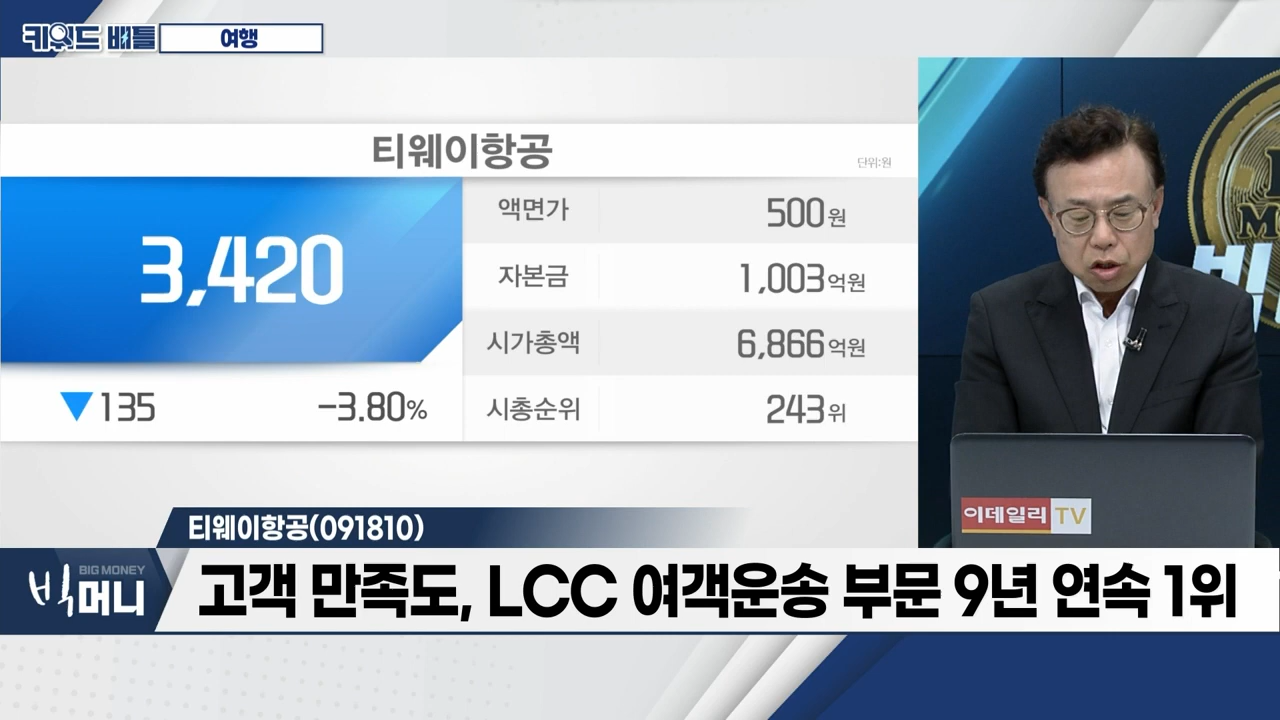 키워드 배틀
여행
티웨이항공
단위:원
3,420
▼135 -3.80%
액면가 500원
자본금 1,003억원
시가총액 6,866억원
시총순위 243위
이데일리 TV
티웨이항공(091810)
BIG MONEY
빅머니
고객 만족도, LCC 여객운송 부문 9년 연속 1위